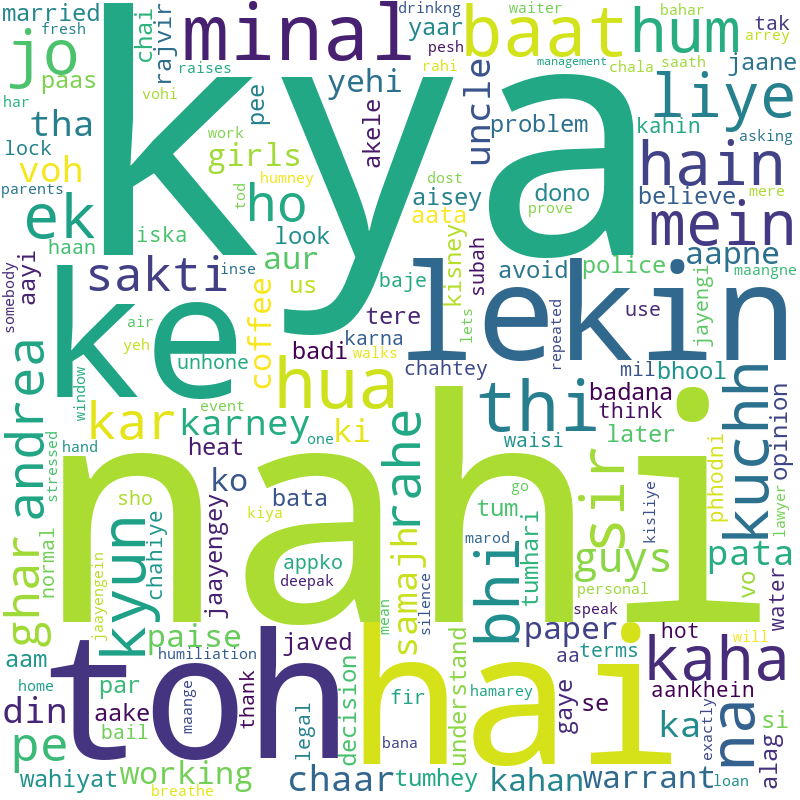 kya
nahi
hai
toh
ke
lekin
minal
baat
hum
jo
liye
hain
mein
ek
ho
sakti
hua
thi
kuchh
andrea
kar
karney
rahe
sir
bhi
kyun
ghar
pe
kaha
na
voh
tha
yehi
uncle
girls
aur
coffee
look
us
tere
badi
ki
ko
heat
bata
samajh
guys
pata
paper
paise
javed
din
working
chaar
tumhey
kahan
warrant
ka
se
si
alag
married
fresh
har
paas
chai
rajvir
raises
drinkng
yaar
pesh
rahi
waiter
management
bahar
arrey
chala
saath
tak
jaane
asking
kahin
mere
problem
akele
pee
vohi
work
humney
tod
lock
parents
haan
iska
aayi
somebody
inse
air
yeh
window
unhone
event
walks
one
baje
karna
aisey
aata
dost
prove
dono
believe
aapne
maangne
jayengi
police
avoid
kisney
subah
chahtey
lets
repeated
use
mil
bhool
badana
think
later
waisi
opinion
phhodni
lawyer
go
kisliye
tum.
tumhari
marod
silence
mean
appko
deepak
kiya
sho
hand
stressed
normal
chahiye
jaayengey
jaayengein
personal
speak
vo
water
hot
will
terms
aa
gaye
understand
decision
hamarey
fir
bana
legal
thank
humiliation
maange
par
aake
bail
aam
home
wahiyat
breathe
exactly
aankhein
loan